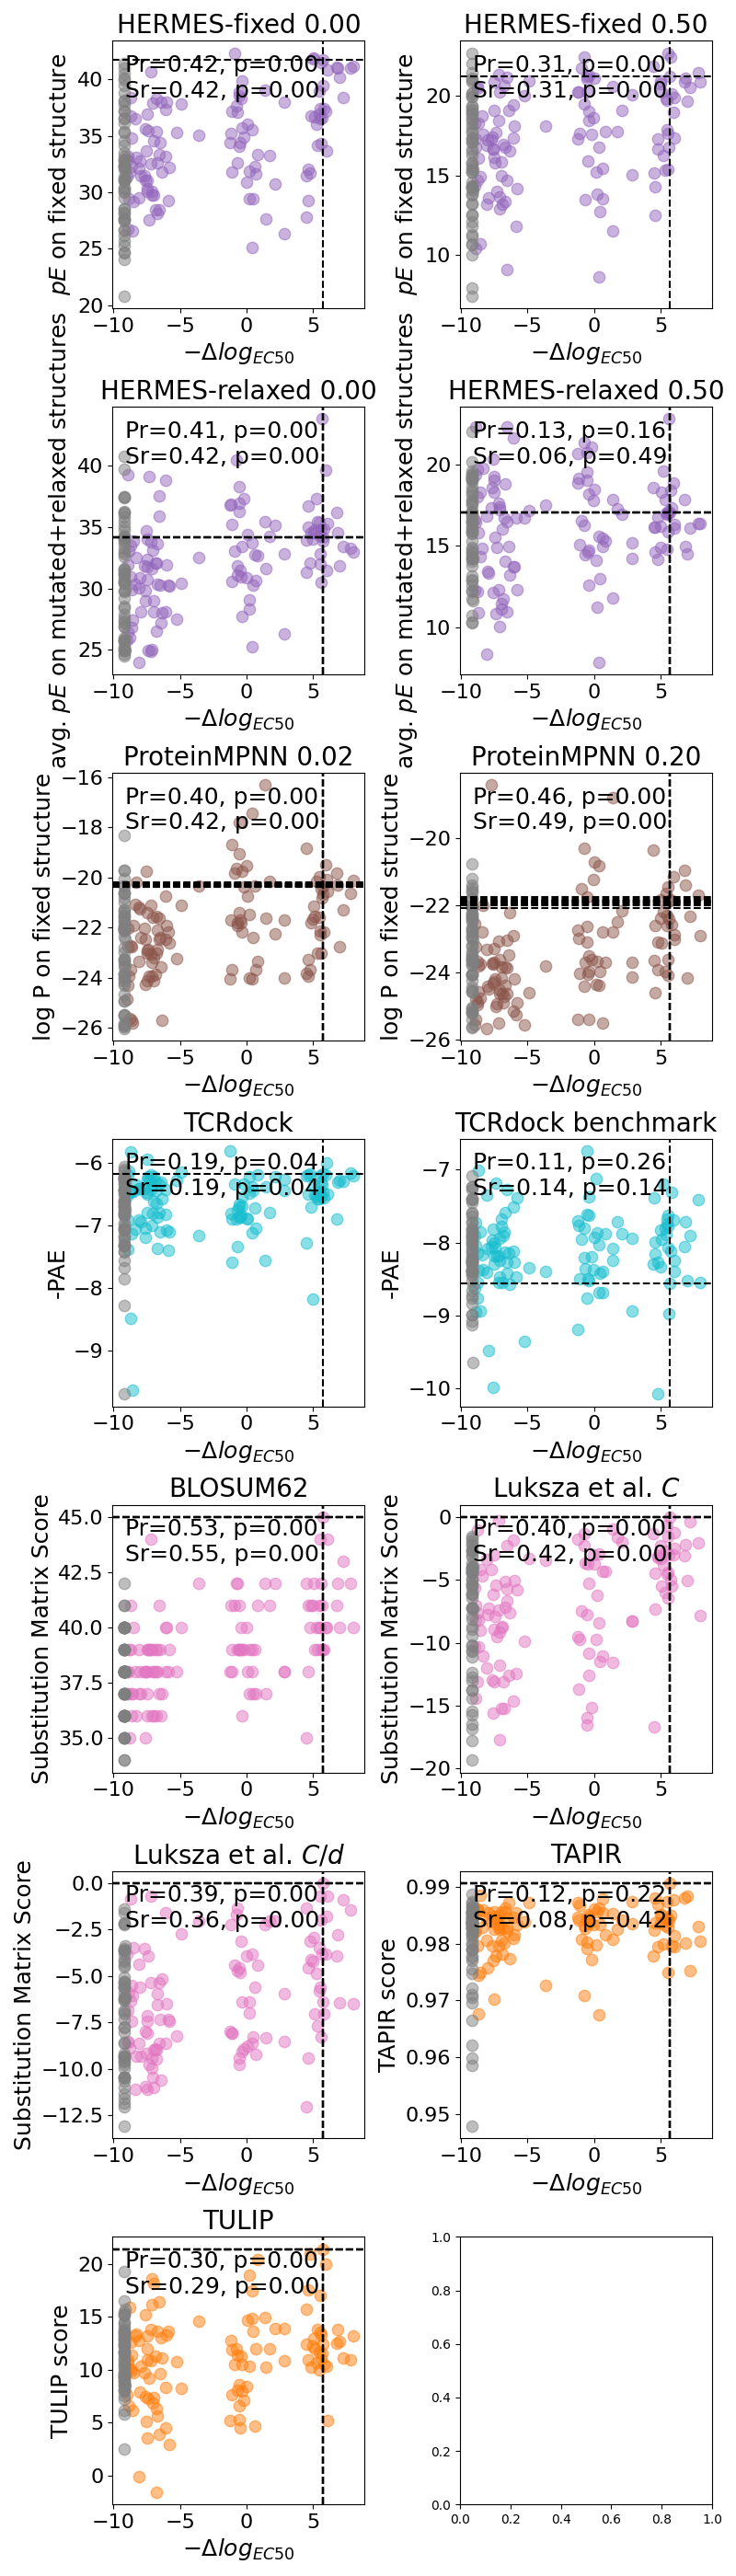 HERMES-fixed 0.00
Pr=0.42, p=0.00
Sr=0.42, p=0.00
pE on fixed structure
40
35
30
25
20
−10 −5 0 5
−Δlog_EC50
HERMES-fixed 0.50
Pr=0.31, p=0.00
Sr=0.31, p=0.00
pE on fixed structure
20
15
10
−10 −5 0 5
−Δlog_EC50
HERMES-relaxed 0.00
Pr=0.41, p=0.00
Sr=0.42, p=0.00
avg. pE on mutated+relaxed structures
40
35
30
25
−10 −5 0 5
−Δlog_EC50
HERMES-relaxed 0.50
Pr=0.13, p=0.16
Sr=0.06, p=0.49
avg. pE on mutated+relaxed structures
20
15
10
−10 −5 0 5
−Δlog_EC50
ProteinMPNN 0.02
Pr=0.40, p=0.00
Sr=0.42, p=0.00
log P on fixed structure
−16
−18
−20
−22
−24
−26
−10 −5 0 5
−Δlog_EC50
ProteinMPNN 0.20
Pr=0.46, p=0.00
Sr=0.49, p=0.00
log P on fixed structure
−20
−22
−24
−26
−10 −5 0 5
−Δlog_EC50
TCRdock
Pr=0.19, p=0.04
Sr=0.19, p=0.04
-PAE
−6
−7
−8
−9
−10 −5 0 5
−Δlog_EC50
TCRdock benchmark
Pr=0.11, p=0.26
Sr=0.14, p=0.14
-PAE
−7
−8
−9
−10
−10 −5 0 5
−Δlog_EC50
BLOSUM62
Pr=0.53, p=0.00
Sr=0.55, p=0.00
Substitution Matrix Score
45.0
42.5
40.0
37.5
35.0
−10 −5 0 5
−Δlog_EC50
Luksza et al. C
Pr=0.40, p=0.00
Sr=0.42, p=0.00
Substitution Matrix Score
0
−5
−10
−15
−20
−10 −5 0 5
−Δlog_EC50
Luksza et al. C/d
Pr=0.39, p=0.00
Sr=0.36, p=0.00
Substitution Matrix Score
0.0
−2.5
−5.0
−7.5
−10.0
−12.5
−10 −5 0 5
−Δlog_EC50
TAPIR
Pr=0.12, p=0.22
Sr=0.08, p=0.42
TAPIR score
0.99
0.98
0.97
0.96
0.95
−10 −5 0 5
−Δlog_EC50
TULIP
Pr=0.30, p=0.00
Sr=0.29, p=0.00
TULIP score
20
15
10
5
0
−10 −5 0 5
−Δlog_EC50
1.0
0.8
0.6
0.4
0.2
0.0
0.0 0.2 0.4 0.6 0.8 1.0